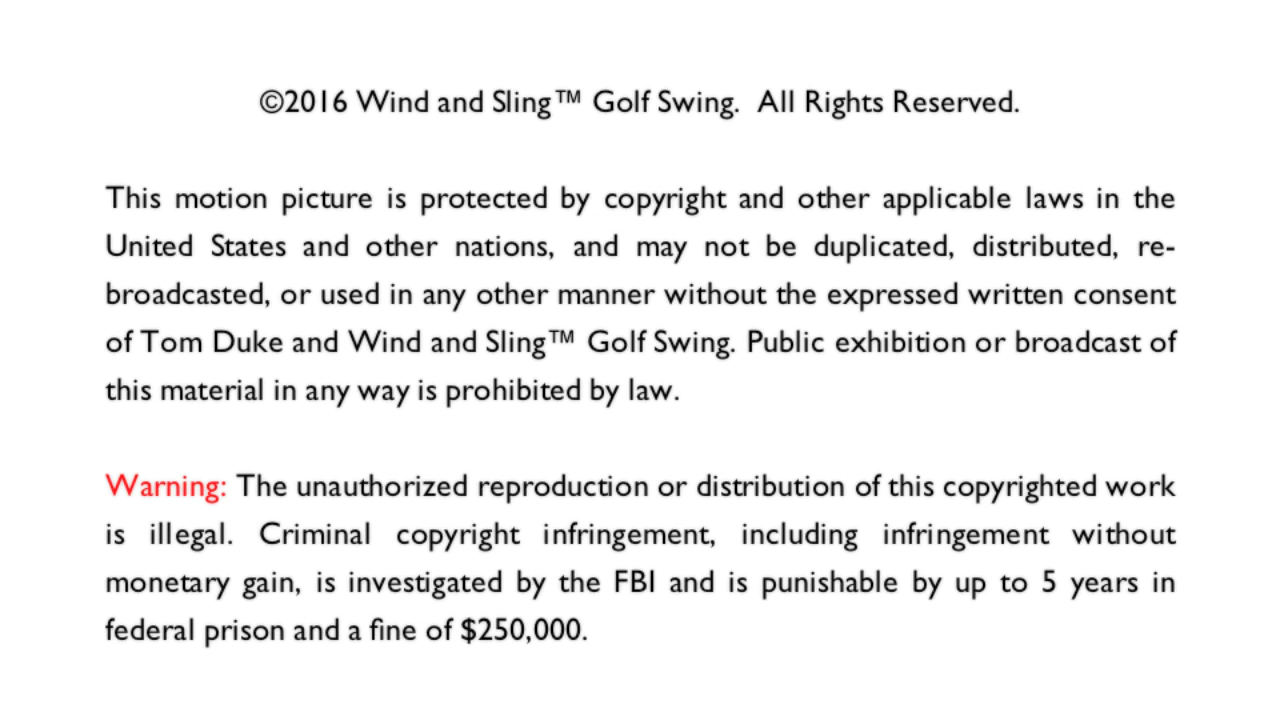 ©2016 Wind and Sling™ Golf Swing.  All Rights Reserved.
This motion picture is protected by copyright and other applicable laws in the
United States and other nations, and may not be duplicated, distributed, re-
broadcasted, or used in any other manner without the expressed written consent
of Tom Duke and Wind and Sling™ Golf Swing. Public exhibition or broadcast of
this material in any way is prohibited by law.
Warning: The unauthorized reproduction or distribution of this copyrighted work
is illegal. Criminal copyright infringement, including infringement without
monetary gain, is investigated by the FBI and is punishable by up to 5 years in
federal prison and a fine of $250,000.